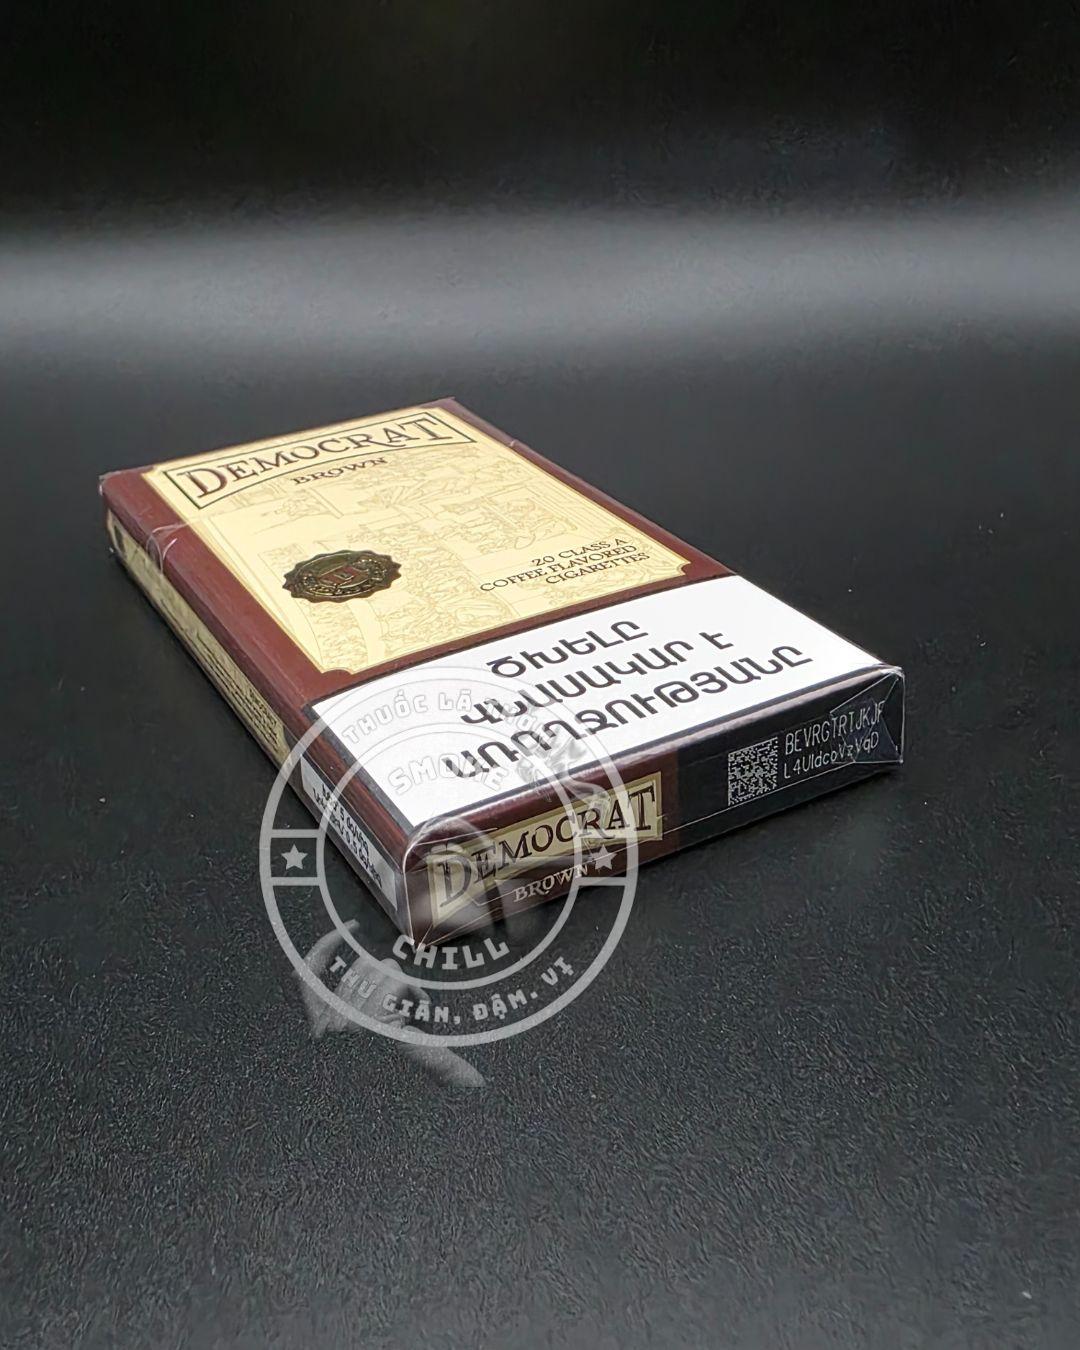 DEMOCRAT
BROWN
20 CLASS A
COFFEE FLAVORED
CIGARETTES
ԾԽԵԼԸ
ՎՆԱՍԱԿԱՐ Է
ԱՌՈՂՋՈՒԹՅԱՆԸ
DEMOCRAT
BROWN
BEVRGTRTJKJF
L4UldcoVzVqD
THUỐC LÁ
SMOKE
CHILL
THƯ GIÃN, ĐẬM. VỊ